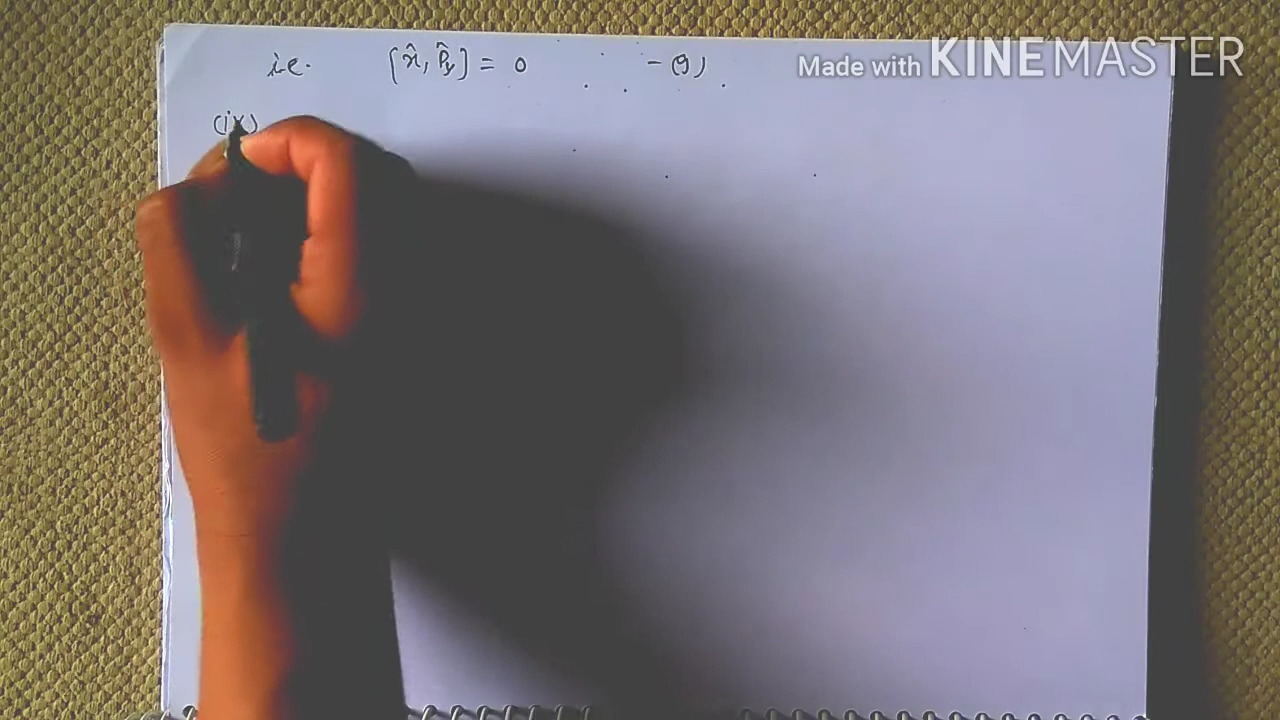 i.e. [x̂, p̂y] = 0 - (9)
Made with KINEMASTER
(ix)